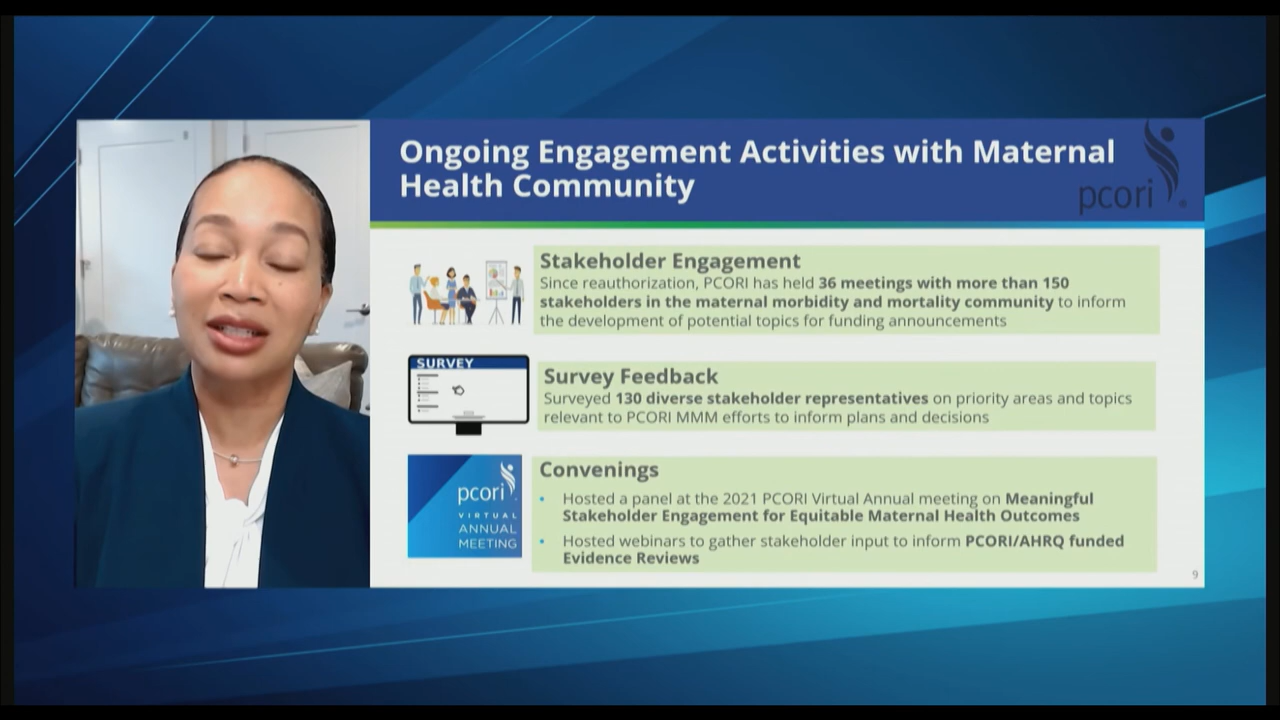 Ongoing Engagement Activities with Maternal
Health Community
pcori
Stakeholder Engagement
Since reauthorization, PCORI has held 36 meetings with more than 150
stakeholders in the maternal morbidity and mortality community to inform
the development of potential topics for funding announcements
SURVEY
Survey Feedback
Surveyed 130 diverse stakeholder representatives on priority areas and topics
relevant to PCORI MMM efforts to inform plans and decisions
pcori
VIRTUAL
ANNUAL
MEETING
Convenings
• Hosted a panel at the 2021 PCORI Virtual Annual meeting on Meaningful
Stakeholder Engagement for Equitable Maternal Health Outcomes
• Hosted webinars to gather stakeholder input to inform PCORI/AHRQ funded
Evidence Reviews
9